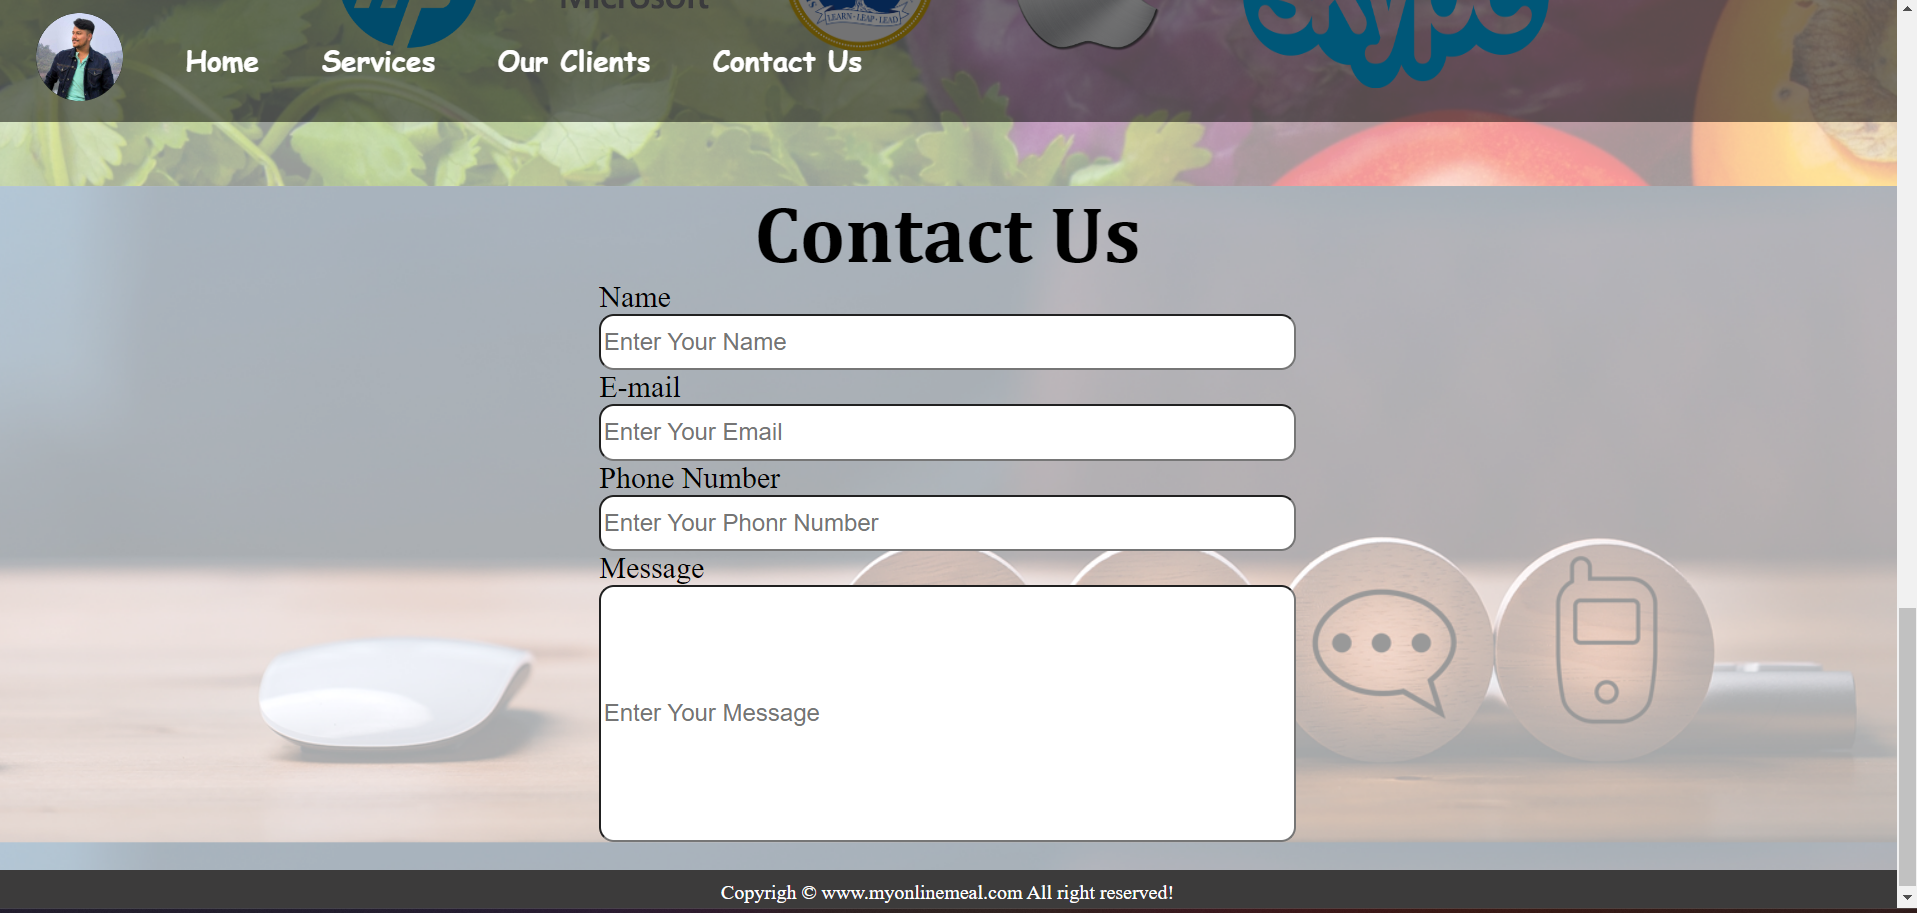 Microsoft
LEARN · LEAP · LEAD
skype
Home Services Our Clients Contact Us
Contact Us
Name
Enter Your Name
E-mail
Enter Your Email
Phone Number
Enter Your Phonr Number
Message
Enter Your Message
Copyrigh © www.myonlinemeal.com All right reserved!